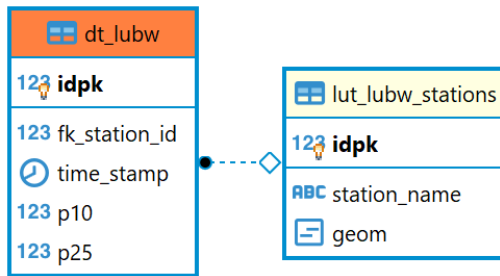 dt_lubw
123 idpk
123 fk_station_id
time_stamp
123 p10
123 p25
lut_lubw_stations
123 idpk
ABC station_name
geom